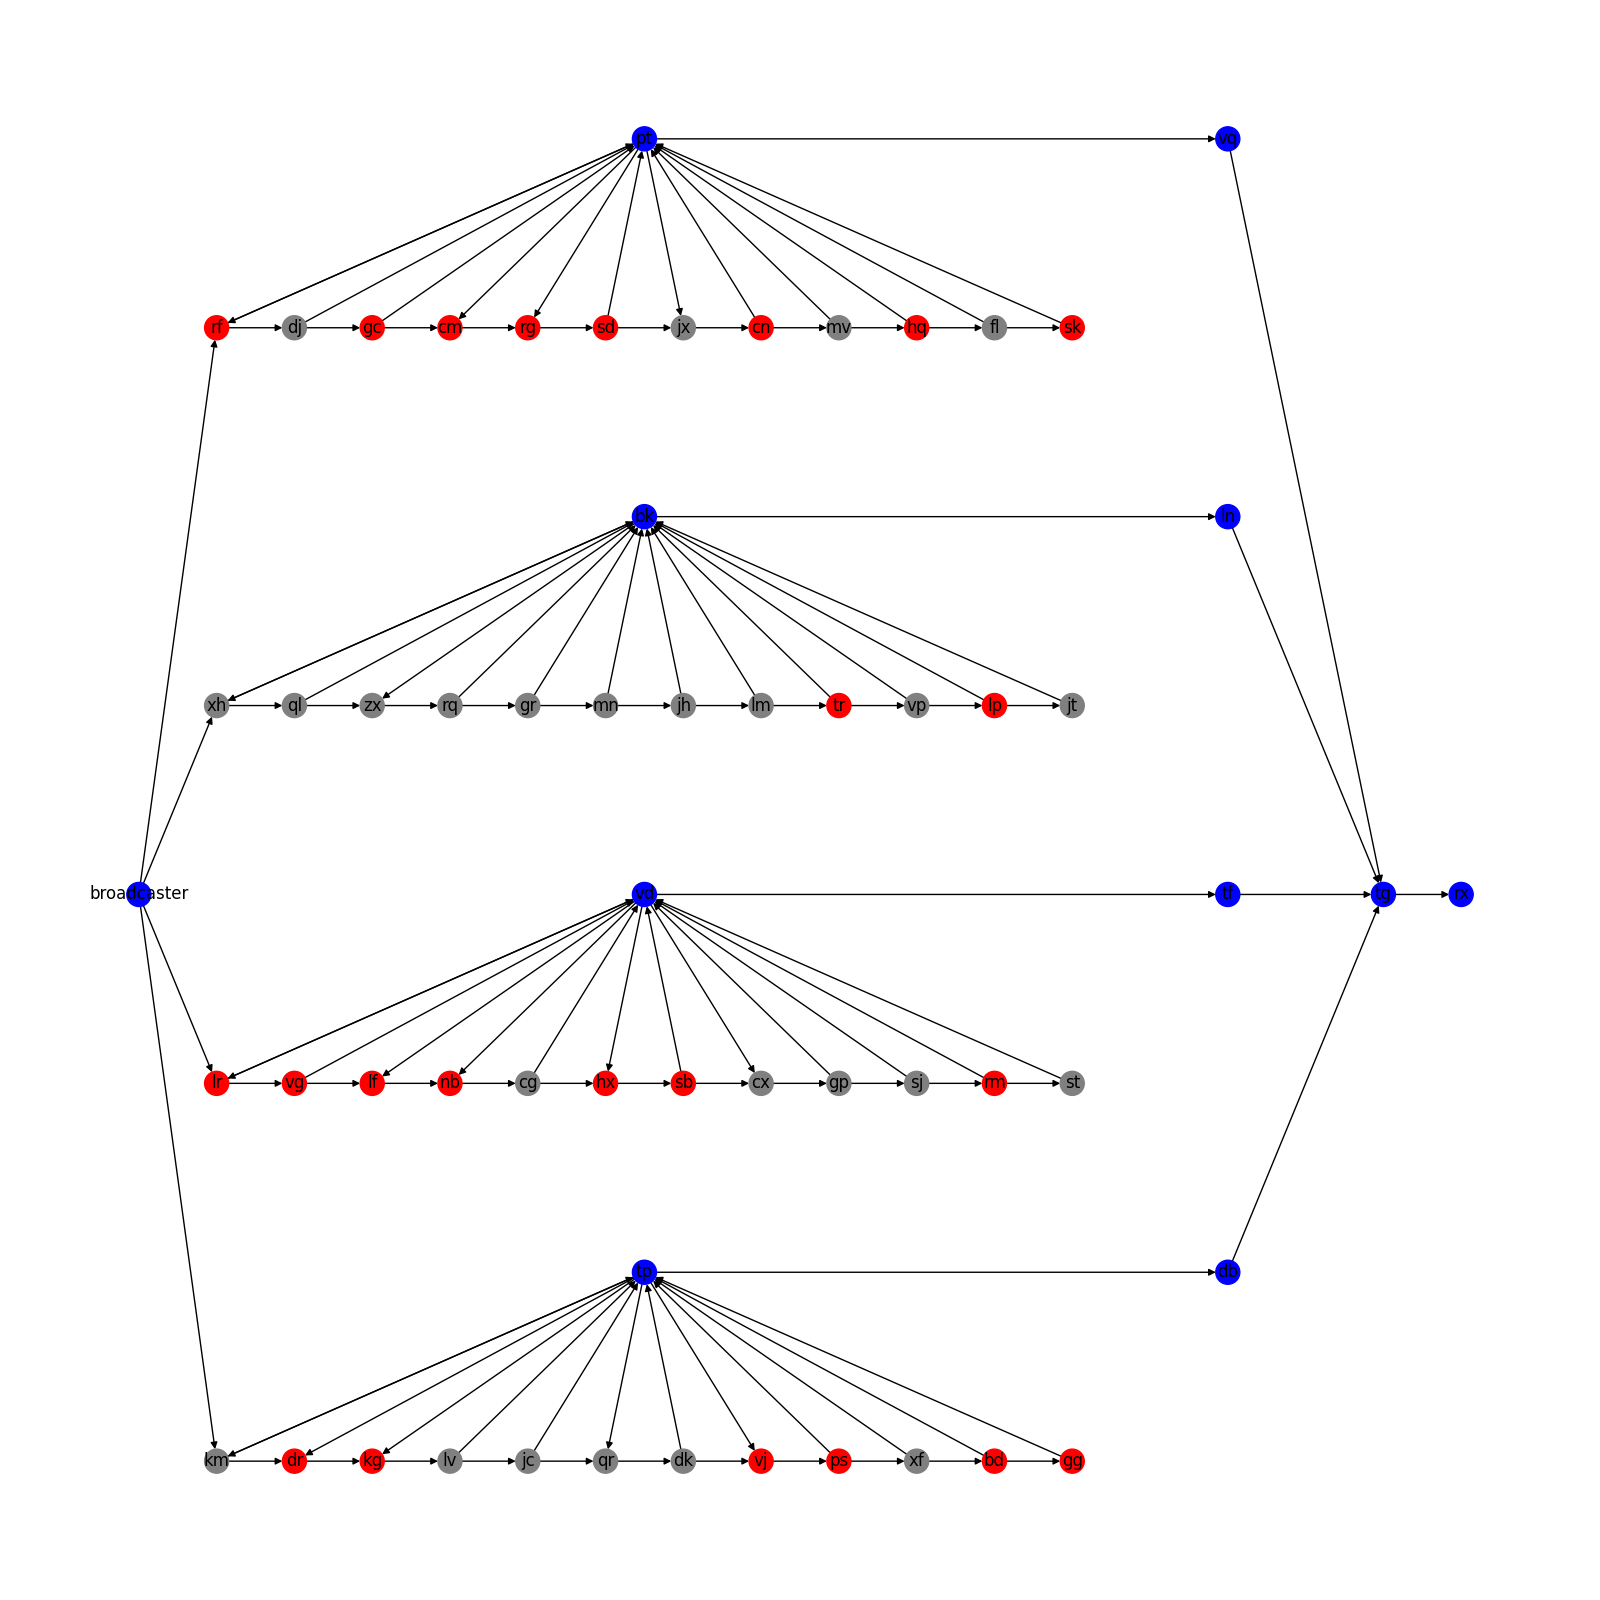 pt vq
rf dj gc cm rg sd jx cn mv hq fl sk
bk ln
xh ql zx rq gr mn jh lm tr vp lp jt
broadcaster vd tf tg rx
lr vg lf nb cg hx sb cx gp sj rm st
tp db
km dr kg lv jc qr dk vj ps xf bd gg